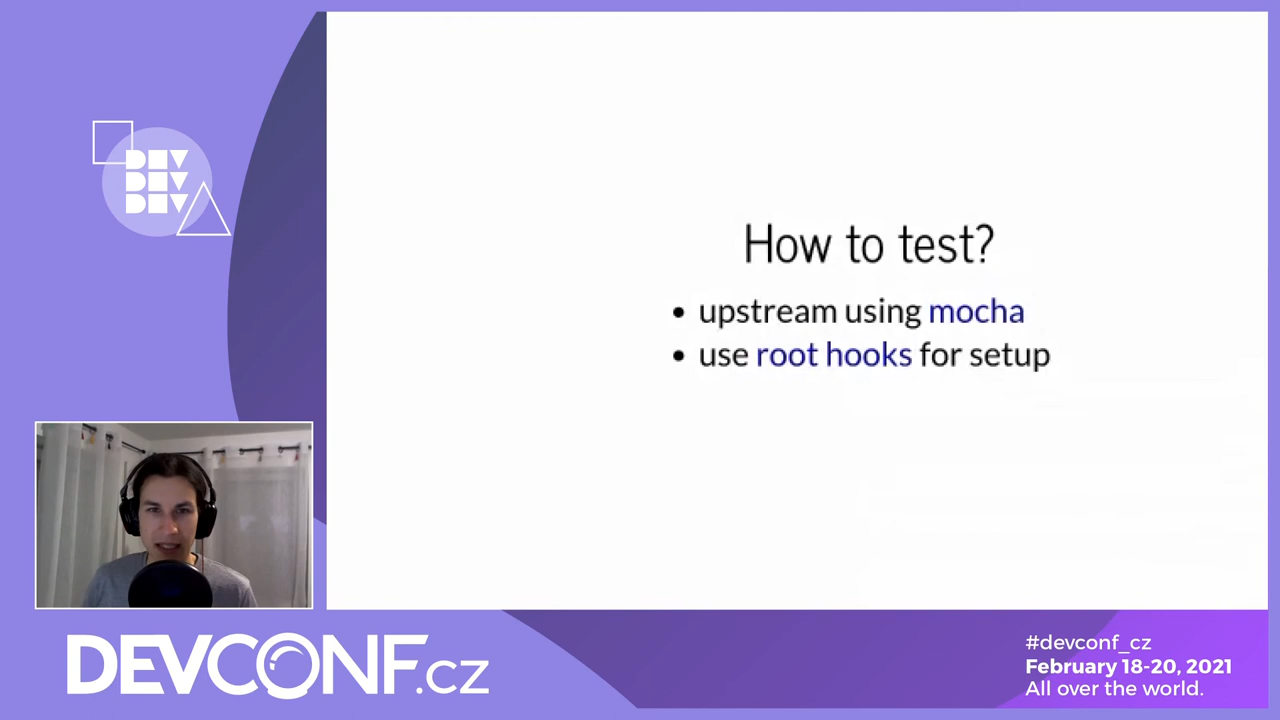 DEV
DEV
DEV
How to test?
• upstream using mocha
• use root hooks for setup
DEVCONF.cz
#devconf_cz
February 18-20, 2021
All over the world.